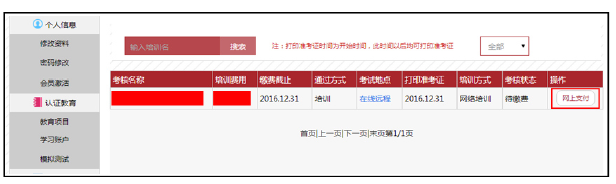 个人信息
修改资料
密码修改
会员激活
认证教育
教育项目
学习账户
模拟测试
输入培训名 搜索 注：打印准考证时间为开始时间，此时间以后均可打印准考证 全部
考核名称 培训费用 缴费截止 通过方式 考试地点 打印准考证 培训方式 考核状态 操作
2016.12.31 培训 在线远程 2016.12.31 网络培训 待缴费 网上支付
首页|上一页|下一页|末页第1/1页